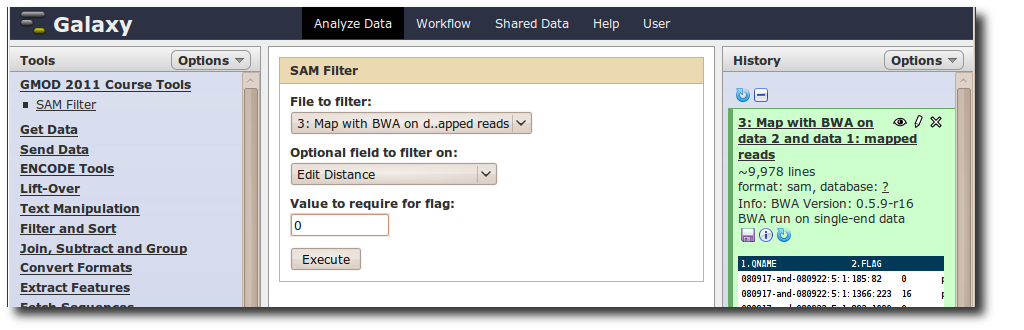 Galaxy
Analyze Data Workflow Shared Data Help User
Tools
Options
GMOD 2011 Course Tools
SAM Filter
Get Data
Send Data
ENCODE Tools
Lift-Over
Text Manipulation
Filter and Sort
Join, Subtract and Group
Convert Formats
Extract Features
Fetch Sequences
SAM Filter
File to filter:
3: Map with BWA on d..apped reads
Optional field to filter on:
Edit Distance
Value to require for flag:
0
Execute
History
Options
3: Map with BWA on
data 2 and data 1: mapped
reads
~9,978 lines
format: sam, database: ?
Info: BWA Version: 0.5.9-r16
BWA run on single-end data
1.QNAME 2.FLAG
080917-and-080922:5:1:185:82 0
080917-and-080922:5:1:1366:223 16